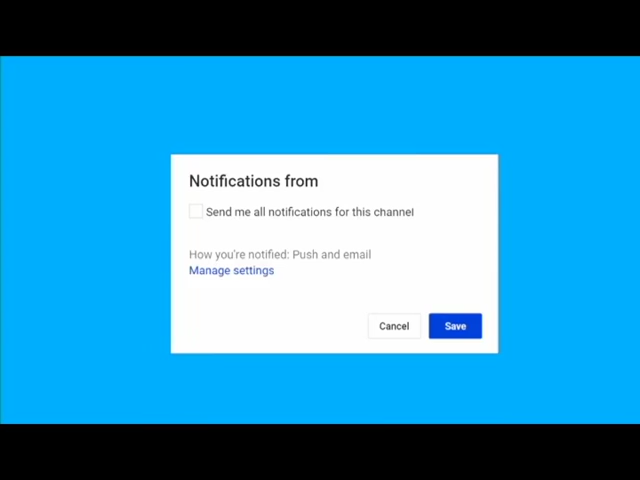 Notifications from
Send me all notifications for this channel
How you're notified: Push and email
Manage settings
Cancel
Save